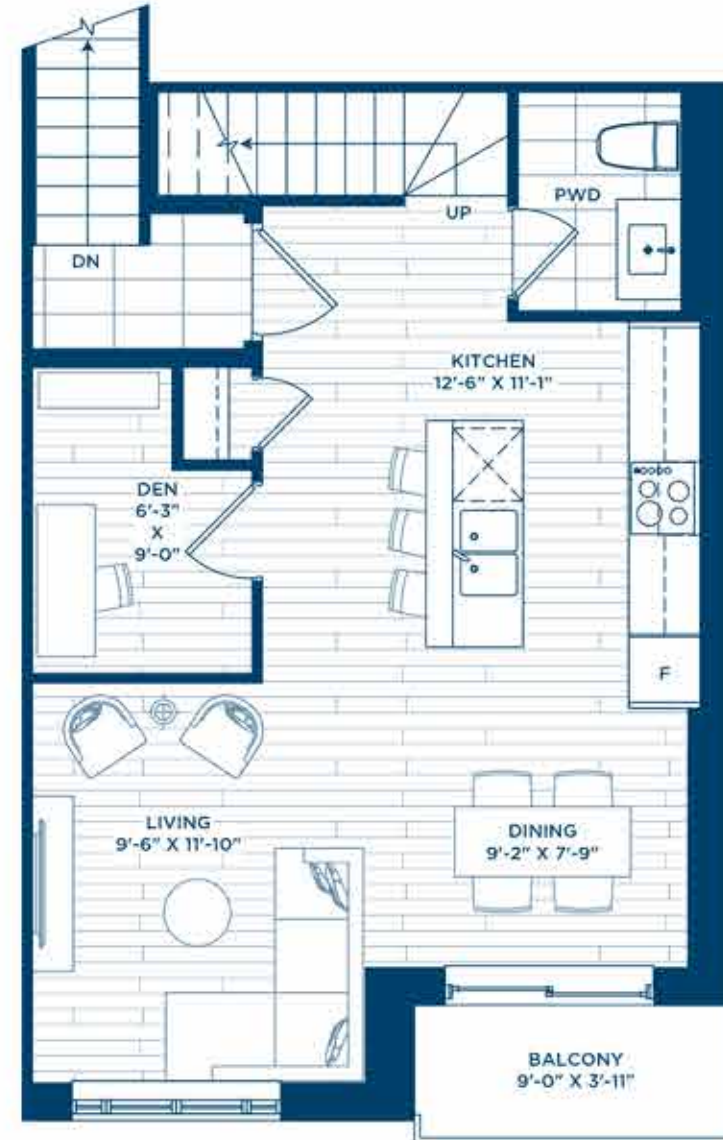 DN
UP
PWD
KITCHEN
12'-6" X 11'-1"
DEN
6'-3"
X
9'-0"
F
LIVING
9'-6" X 11'-10"
DINING
9'-2" X 7'-9"
BALCONY
9'-0" X 3'-11"